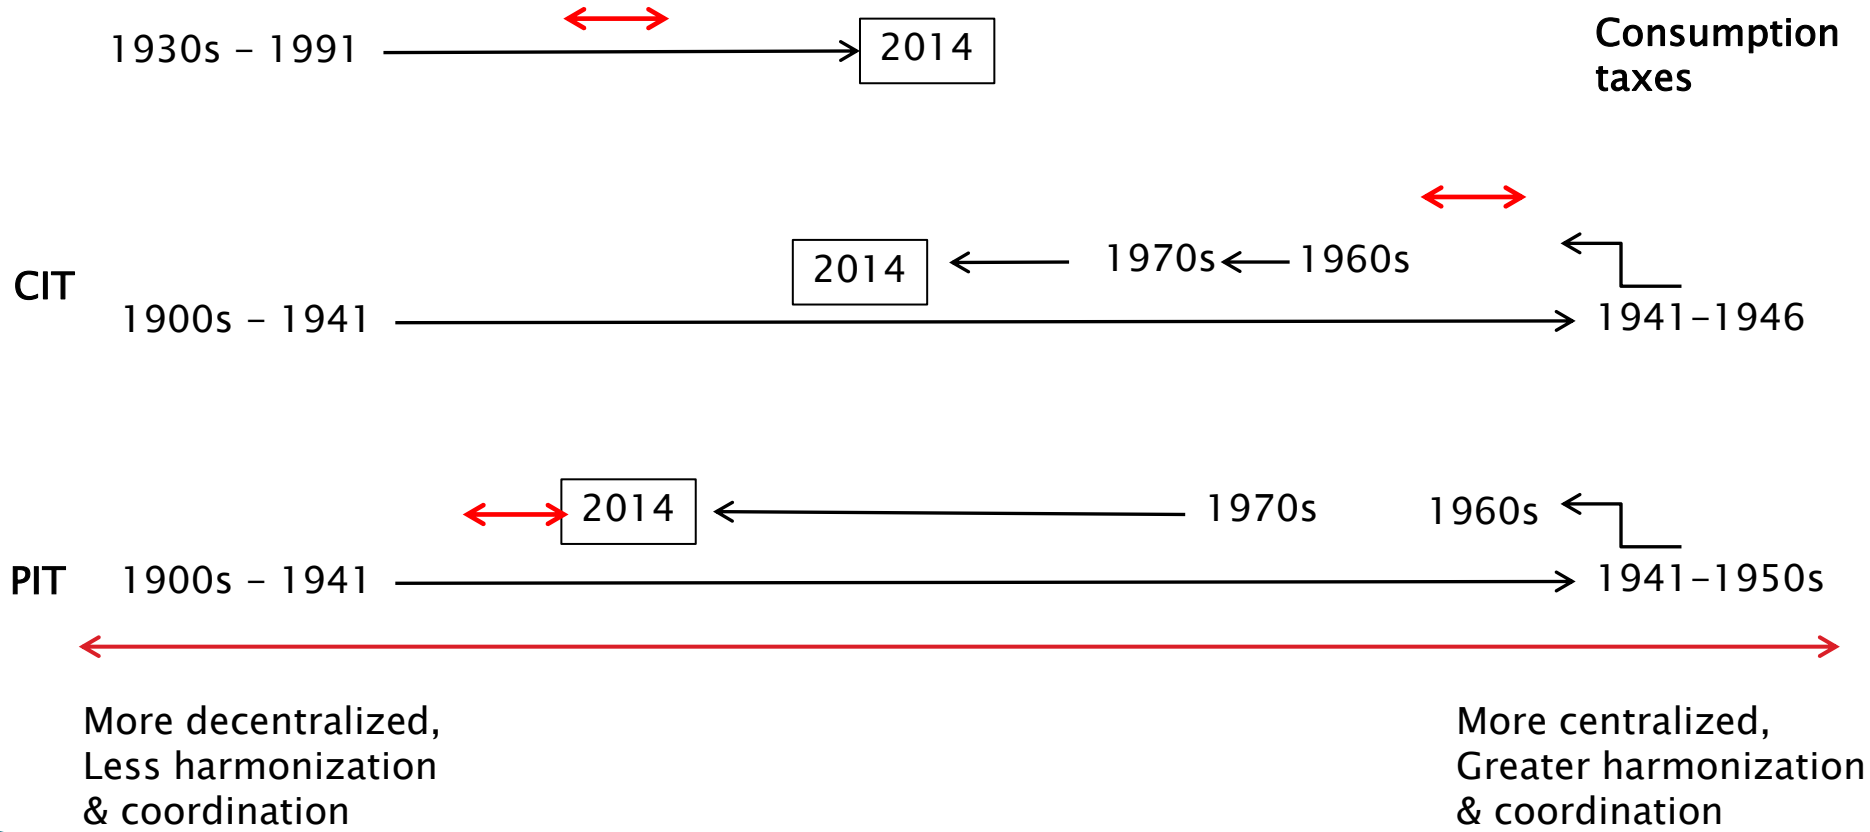 1930s – 1991
2014
Consumption
taxes
CIT
2014
1970s
1960s
1900s – 1941
1941–1946
2014
1970s
1960s
PIT
1900s – 1941
1941–1950s
More decentralized,
Less harmonization
& coordination
More centralized,
Greater harmonization
& coordination